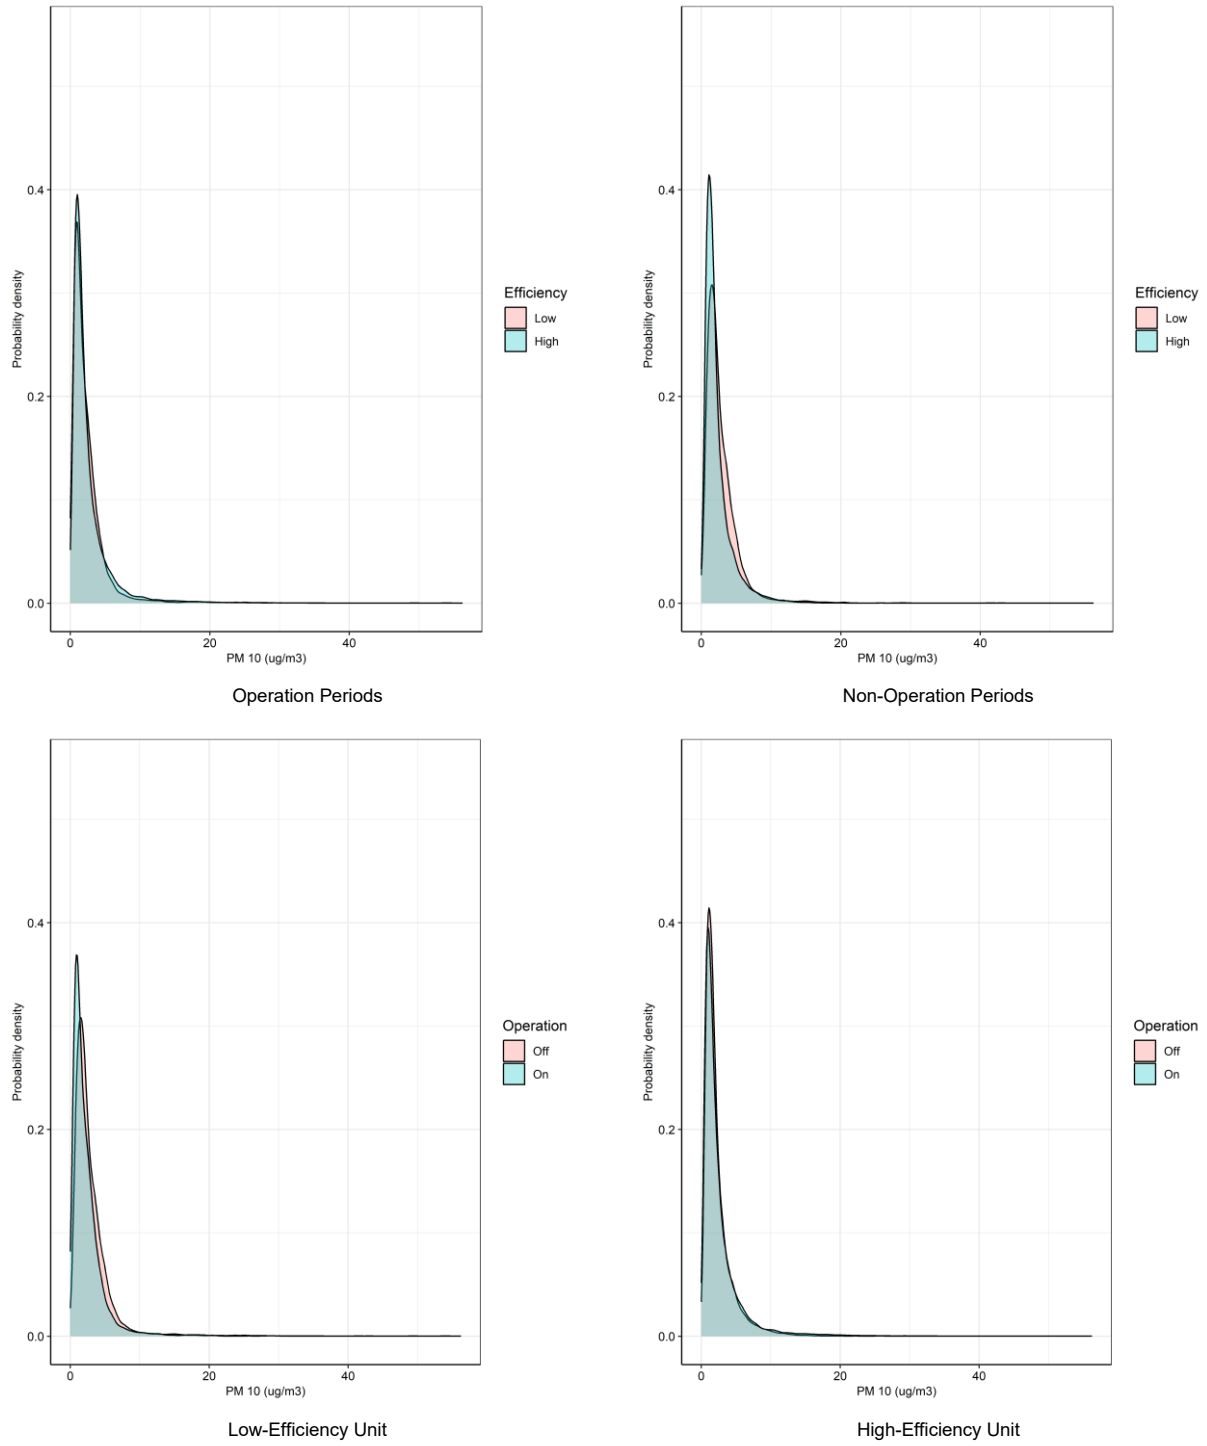 0.4
0.2
0.0
Probability density
0 20 40
PM 10 (ug/m3)
Efficiency
Low
High
Operation Periods
0.4
0.2
0.0
Probability density
0 20 40
PM 10 (ug/m3)
Efficiency
Low
High
Non-Operation Periods
0.4
0.2
0.0
Probability density
0 20 40
PM 10 (ug/m3)
Operation
Off
On
Low-Efficiency Unit
0.4
0.2
0.0
Probability density
0 20 40
PM 10 (ug/m3)
Operation
Off
On
High-Efficiency Unit